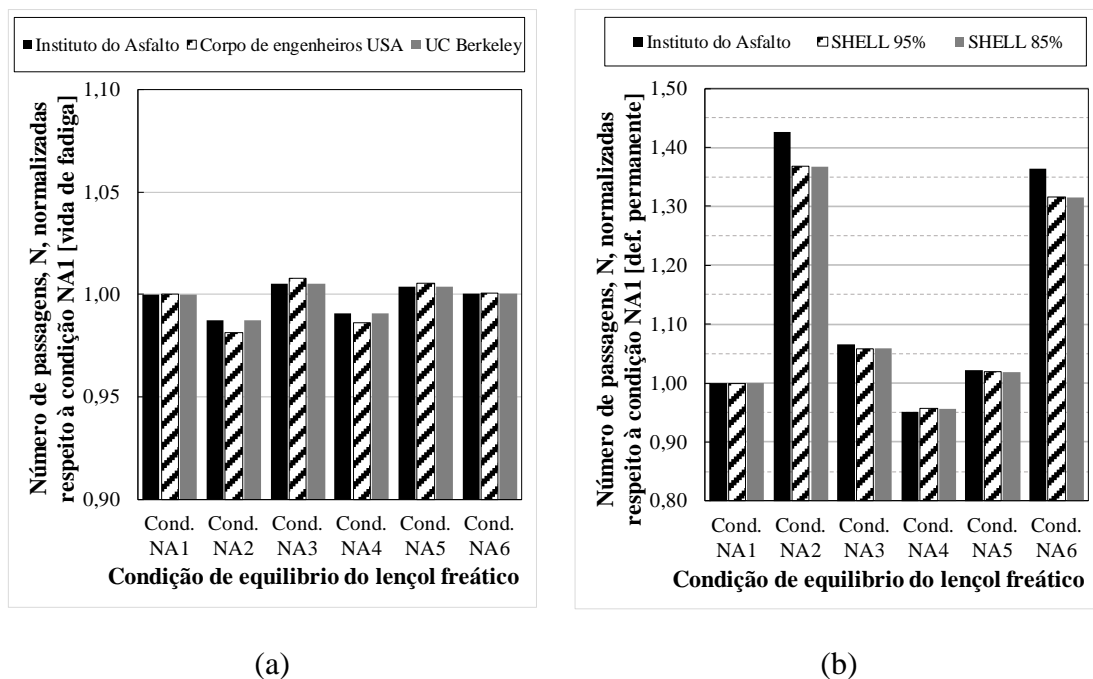 Instituto do Asfalto Corpo de engenheiros USA UC Berkeley
Número de passagens, N, normalizadas
respeito à condição NA1 [vida de fadiga]
1,10
1,05
1,00
0,95
0,90
Cond. Cond. Cond. Cond. Cond. Cond.
NA1 NA2 NA3 NA4 NA5 NA6
Condição de equilibrio do lençol freático
(a)
Instituto do Asfalto SHELL 95% SHELL 85%
Número de passagens, N, normalizadas
respeito à condição NA1 [def. permanente]
1,50
1,40
1,30
1,20
1,10
1,00
0,90
0,80
Cond. Cond. Cond. Cond. Cond. Cond.
NA1 NA2 NA3 NA4 NA5 NA6
Condição de equilibrio do lençol freático
(b)